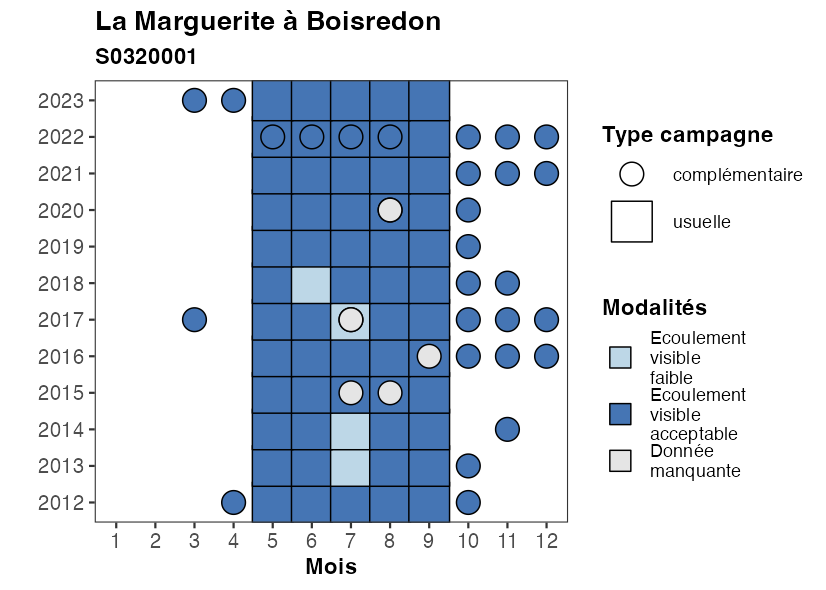 La Marguerite à Boisredon
S0320001
2023
2022
2021
2020
2019
2018
2017
2016
2015
2014
2013
2012
1 2 3 4 5 6 7 8 9 10 11 12
Mois
Type campagne
complémentaire
usuelle
Modalités
Ecoulement
visible
faible
Ecoulement
visible
acceptable
Donnée
manquante